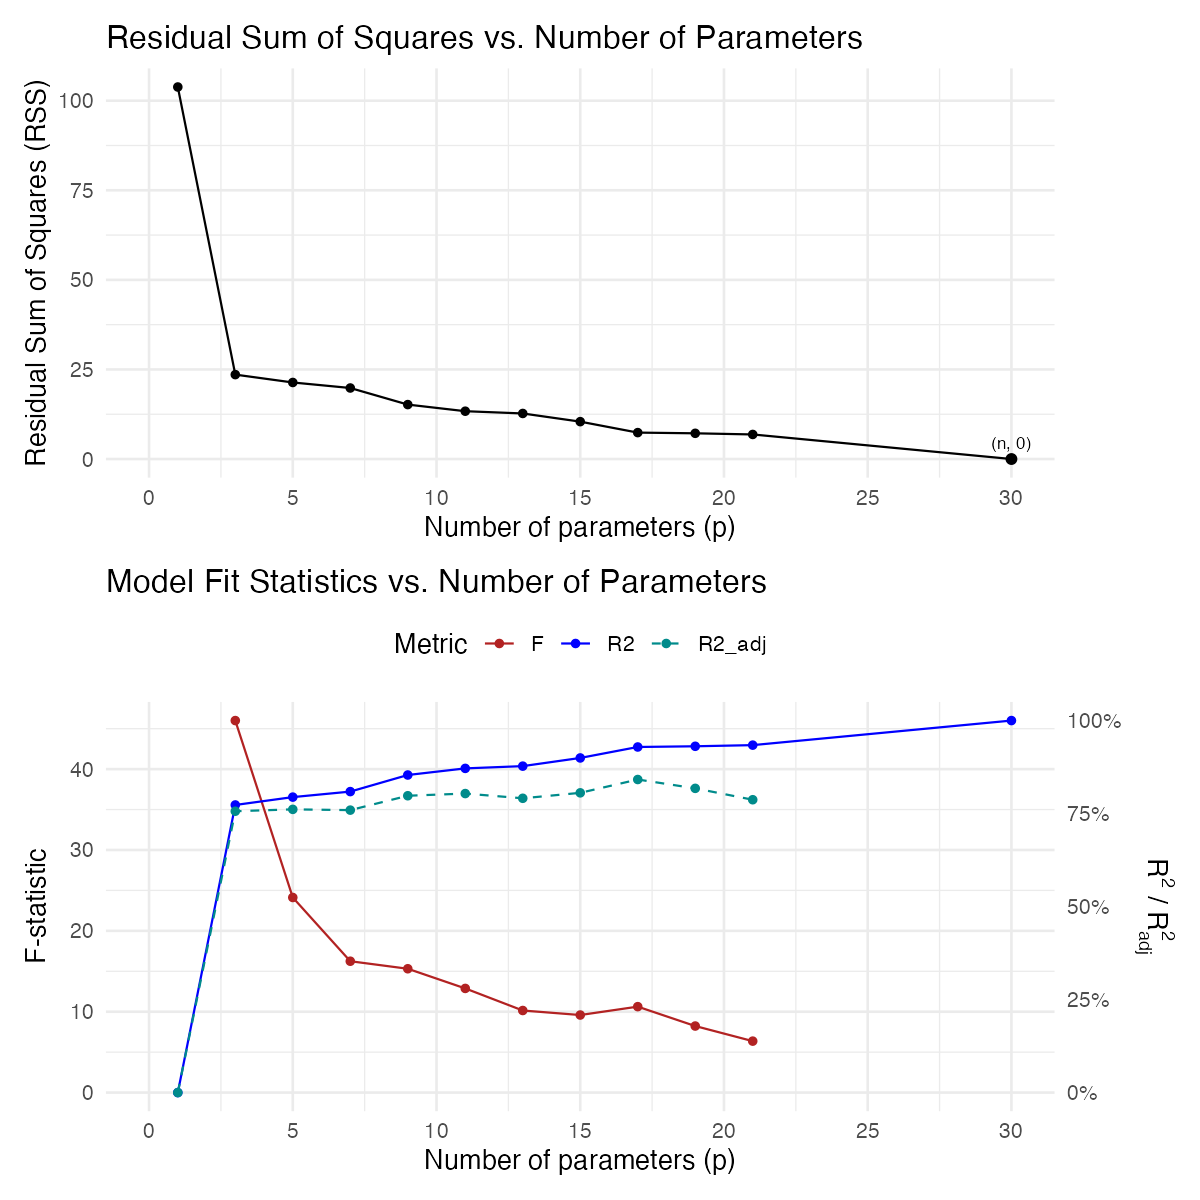 Residual Sum of Squares vs. Number of Parameters
Residual Sum of Squares (RSS)
100
75
50
25
0
(n, 0)
0 5 10 15 20 25 30
Number of parameters (p)
Model Fit Statistics vs. Number of Parameters
Metric F R2 R2_adj
F-statistic
40
30
20
10
0
100%
75%
50%
25%
0%
R² / R²adj
0 5 10 15 20 25 30
Number of parameters (p)